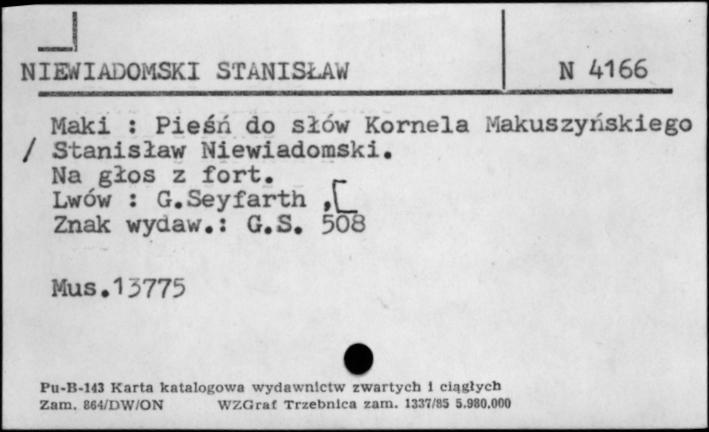 NIEWIADOMSKI STANISŁAW N 4166
Maki : Pieśń do słów Kornela Makuszyńskiego
/ Stanisław Niewiadomski.
Na głos z fort.
Lwów : G.Seyfarth ,[
Znak wydaw.: G.S. 508
Mus.13775
Pu-B-143 Karta katalogowa wydawnictw zwartych i ciągłych
Zam. 864/DW/ON WZGraf Trzebnica zam. 1337/85 5.980.000